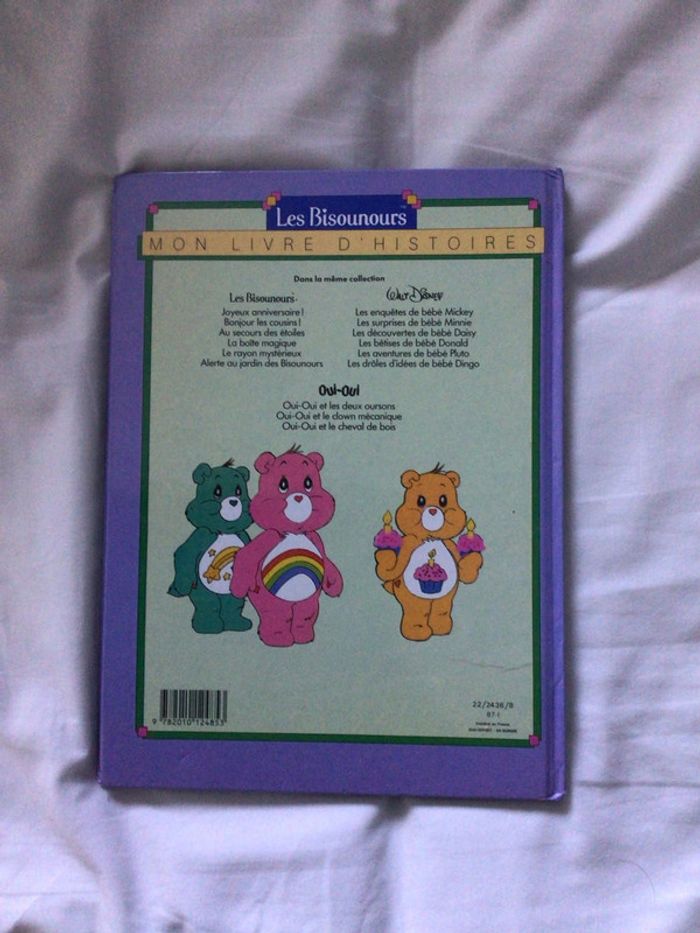 Les Bisounours
MON LIVRE D'HISTOIRES
Dans la même collection
Les Bisounours
Joyeux anniversaire !
Bonjour les cousins !
Au secours des étoiles
La boîte magique
Le rayon mystérieux
Alerte au jardin des Bisounours
Walt Disney
Les enquêtes de bébé Mickey
Les surprises de bébé Minnie
Les découvertes de bébé Daisy
Les bêtises de bébé Donald
Les aventures de bébé Pluto
Les drôles d'idées de bébé Dingo
OUI-OUI
Oui-Oui et les deux oursons
Oui-Oui et le clown mécanique
Oui-Oui et le cheval de bois
9 782010 124853
22/2436/8
87-1